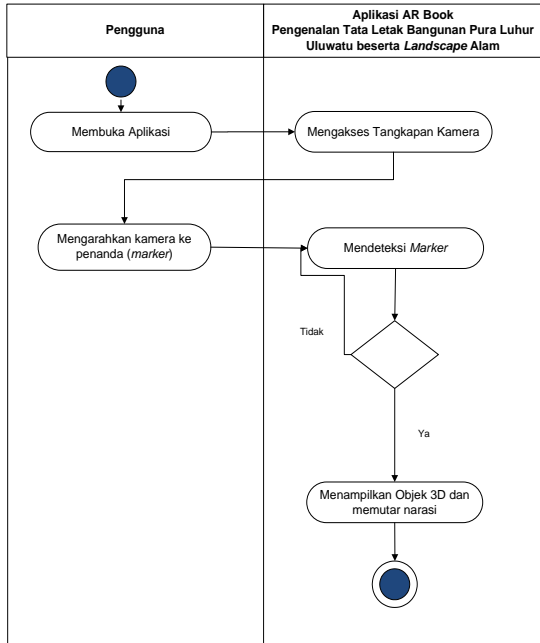 Pengguna
Aplikasi AR Book
Pengenalan Tata Letak Bangunan Pura Luhur
Uluwatu beserta Landscape Alam
Membuka Aplikasi
Mengakses Tangkapan Kamera
Mengarahkan kamera ke
penanda (marker)
Mendeteksi Marker
Tidak
Ya
Menampilkan Objek 3D dan
memutar narasi